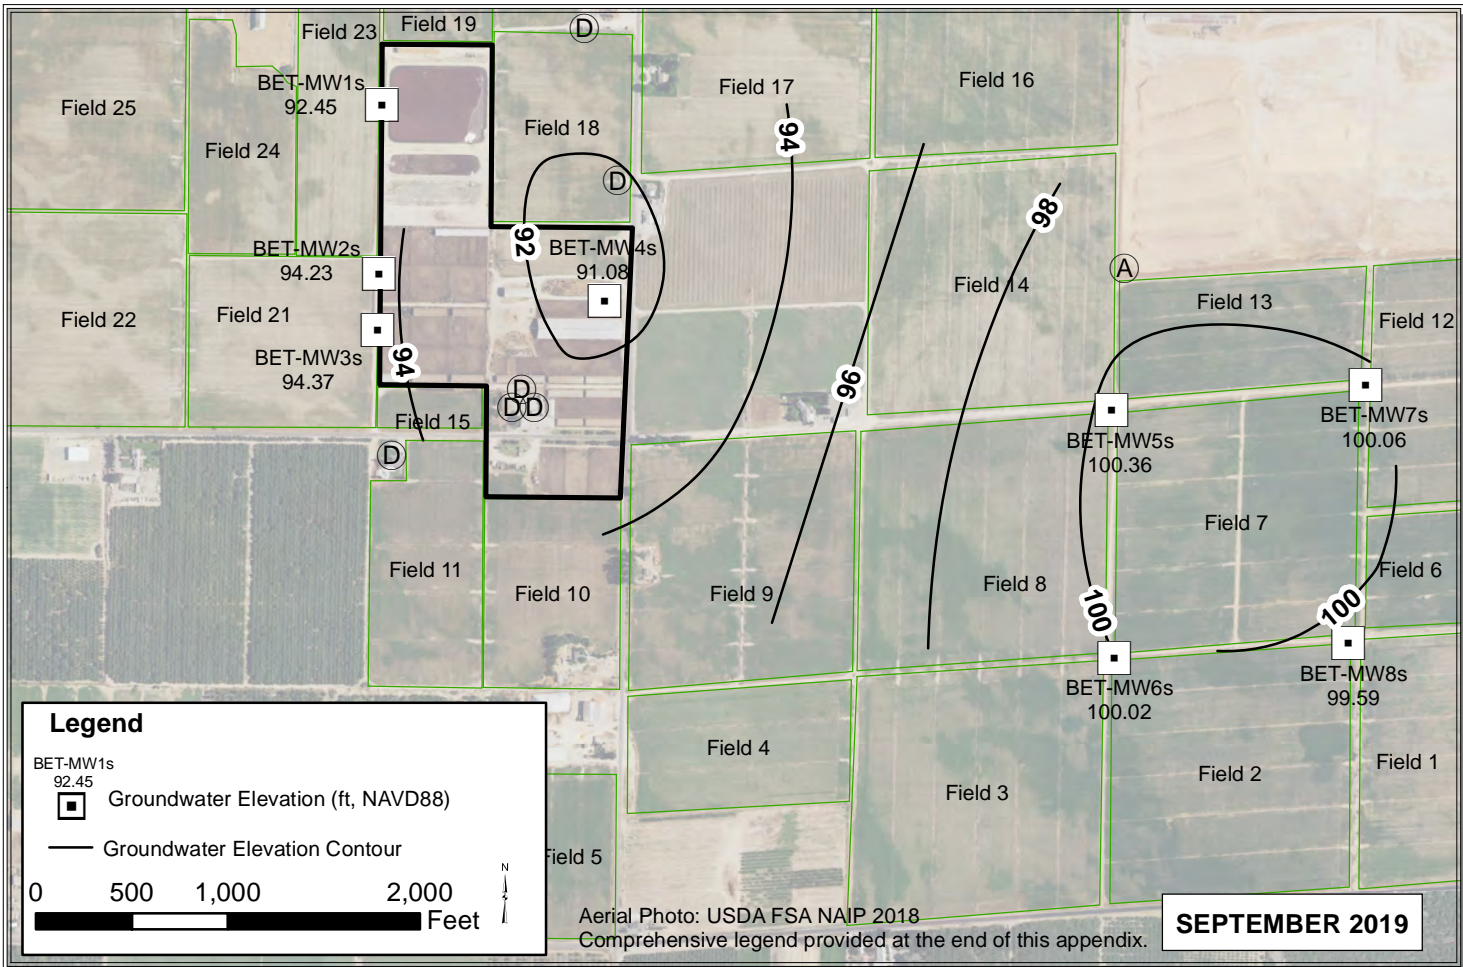 Field 23
Field 19
D
BET-MW1s
92.45
Field 25
Field 24
Field 18
Field 17
Field 16
94
D
98
92
BET-MW2s
94.23
BET-MW4s
91.08
A
Field 22
Field 21
BET-MW3s
94.37
94
Field 14
Field 13
Field 12
96
D
D D
Field 15
D
BET-MW5s
100.36
BET-MW7s
100.06
Field 7
Field 11
Field 10
Field 9
Field 8
Field 6
100
100
BET-MW6s
100.02
BET-MW8s
99.59
Field 4
Field 3
Field 2
Field 1
Field 5
Legend
BET-MW1s
92.45
Groundwater Elevation (ft, NAVD88)
Groundwater Elevation Contour
N
0 500 1,000 2,000
Feet
Aerial Photo: USDA FSA NAIP 2018
Comprehensive legend provided at the end of this appendix.
SEPTEMBER 2019